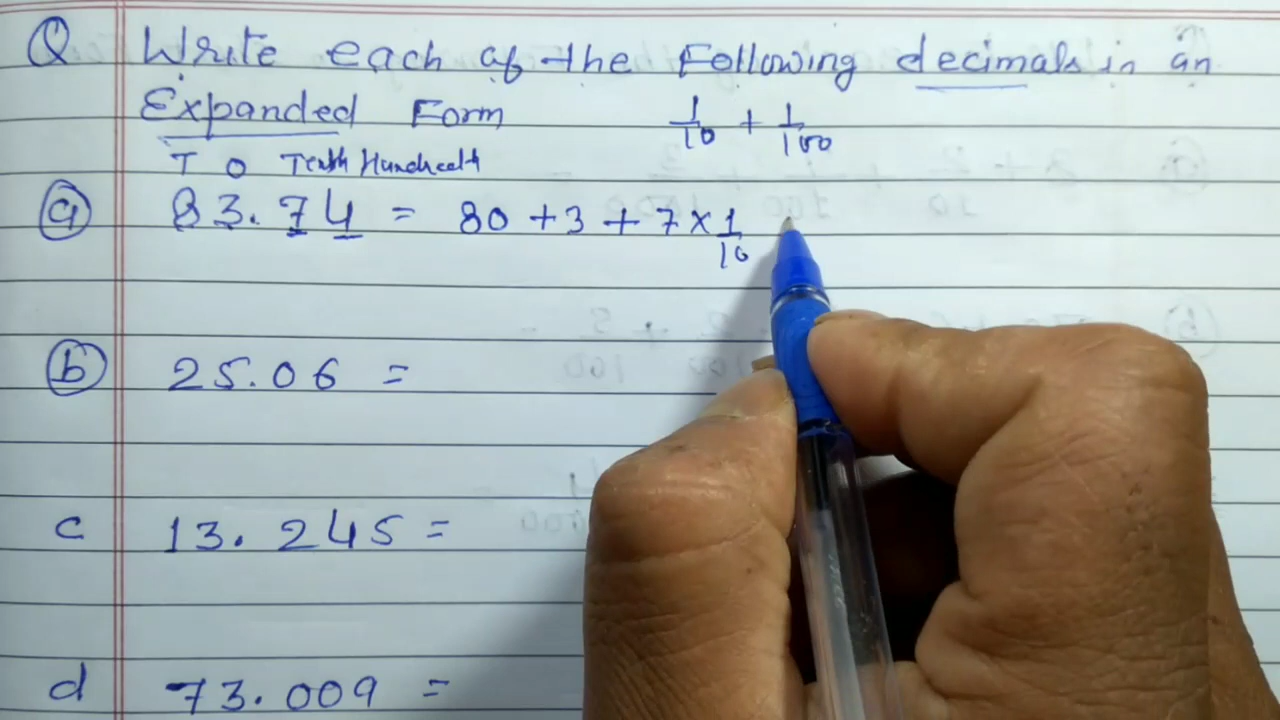 Q Write each of the Following decimals in an
Expanded Form 1/10 + 1/100
T O Tenth Hundredth
a 83.74 = 80 + 3 + 7 × 1/10
b 25.06 =
c 13.245 =
d 73.009 =